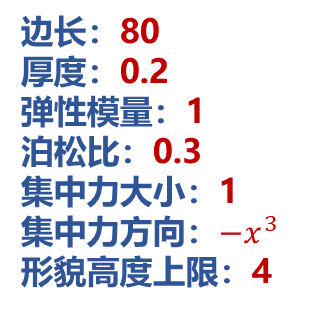 边长：80
厚度：0.2
弹性模量：1
泊松比：0.3
集中力大小：1
集中力方向：−x³
形貌高度上限：4